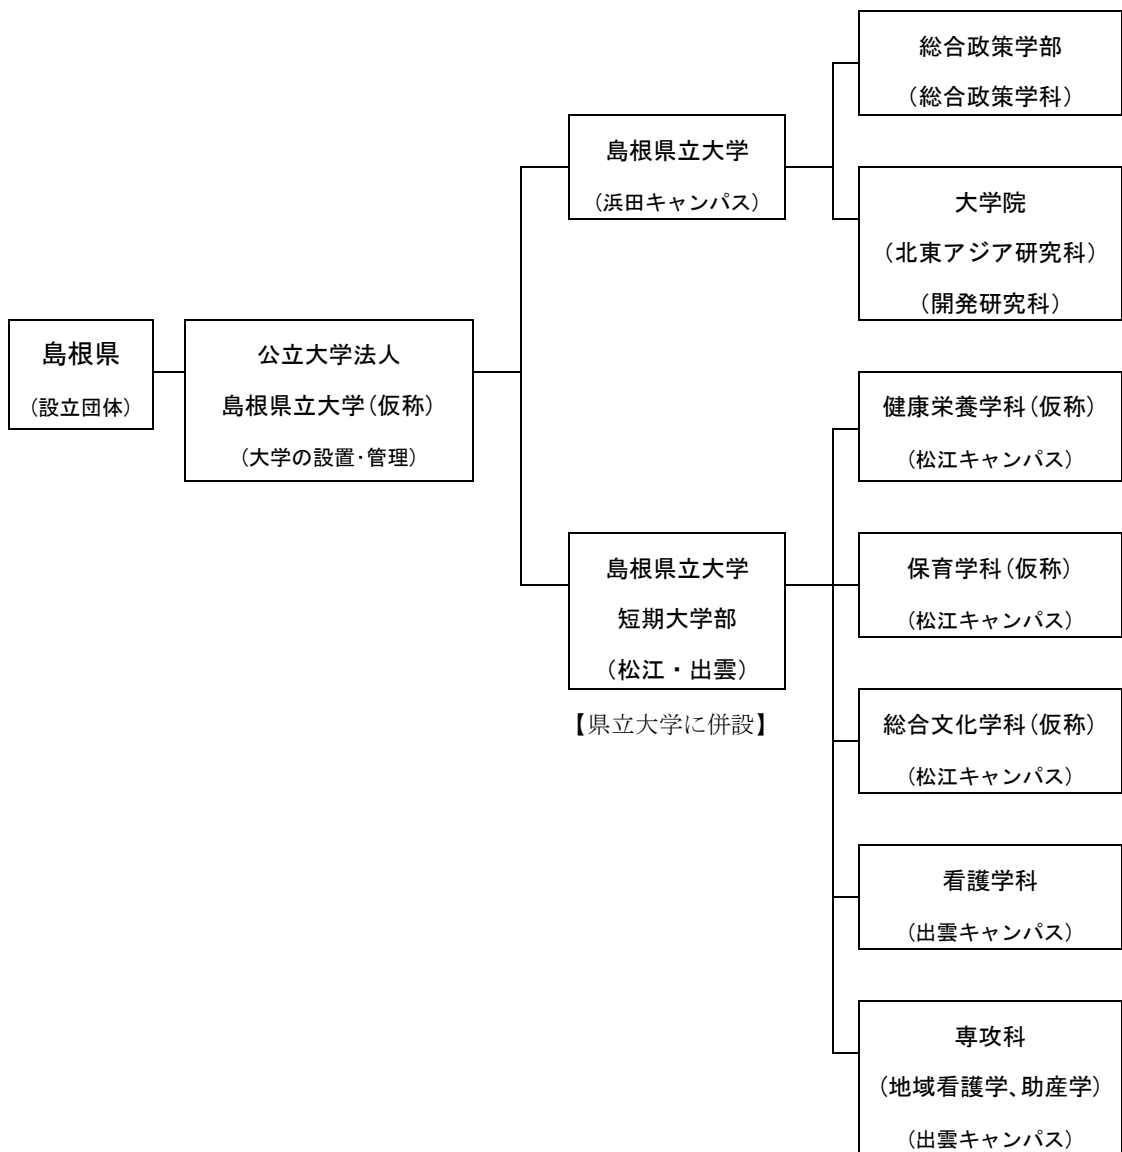 島根県
(設立団体)
公立大学法人
島根県立大学(仮称)
(大学の設置・管理)
島根県立大学
(浜田キャンパス)
総合政策学部
(総合政策学科)
大学院
(北東アジア研究科)
(開発研究科)
島根県立大学
短期大学部
(松江・出雲)
【県立大学に併設】
健康栄養学科(仮称)
(松江キャンパス)
保育学科(仮称)
(松江キャンパス)
総合文化学科(仮称)
(松江キャンパス)
看護学科
(出雲キャンパス)
専攻科
(地域看護学、助産学)
(出雲キャンパス)